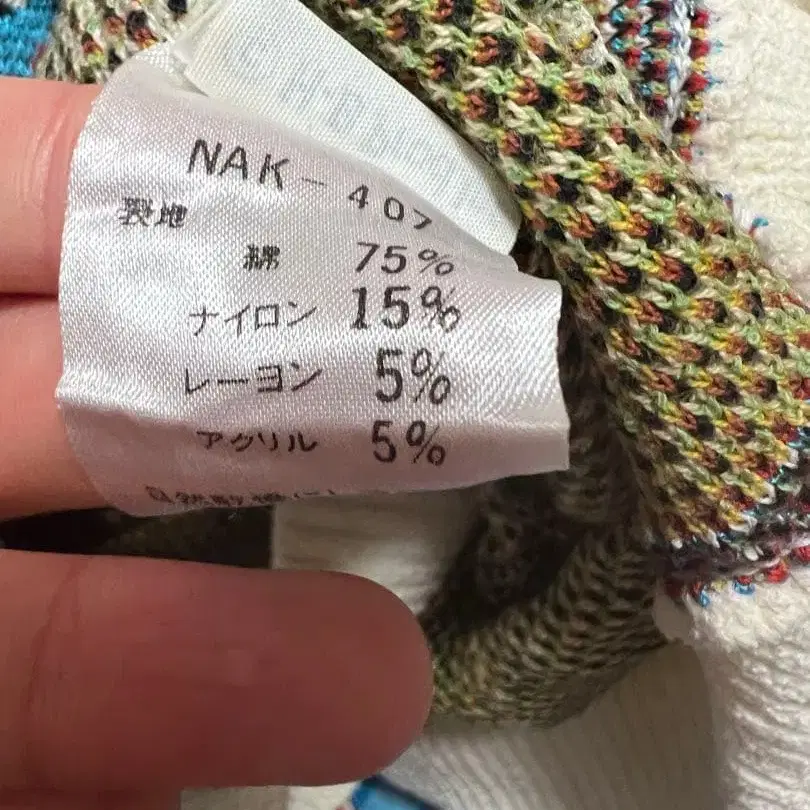 NAK-407
表地
綿 75%
ナイロン 15%
レーヨン 5%
アクリル 5%